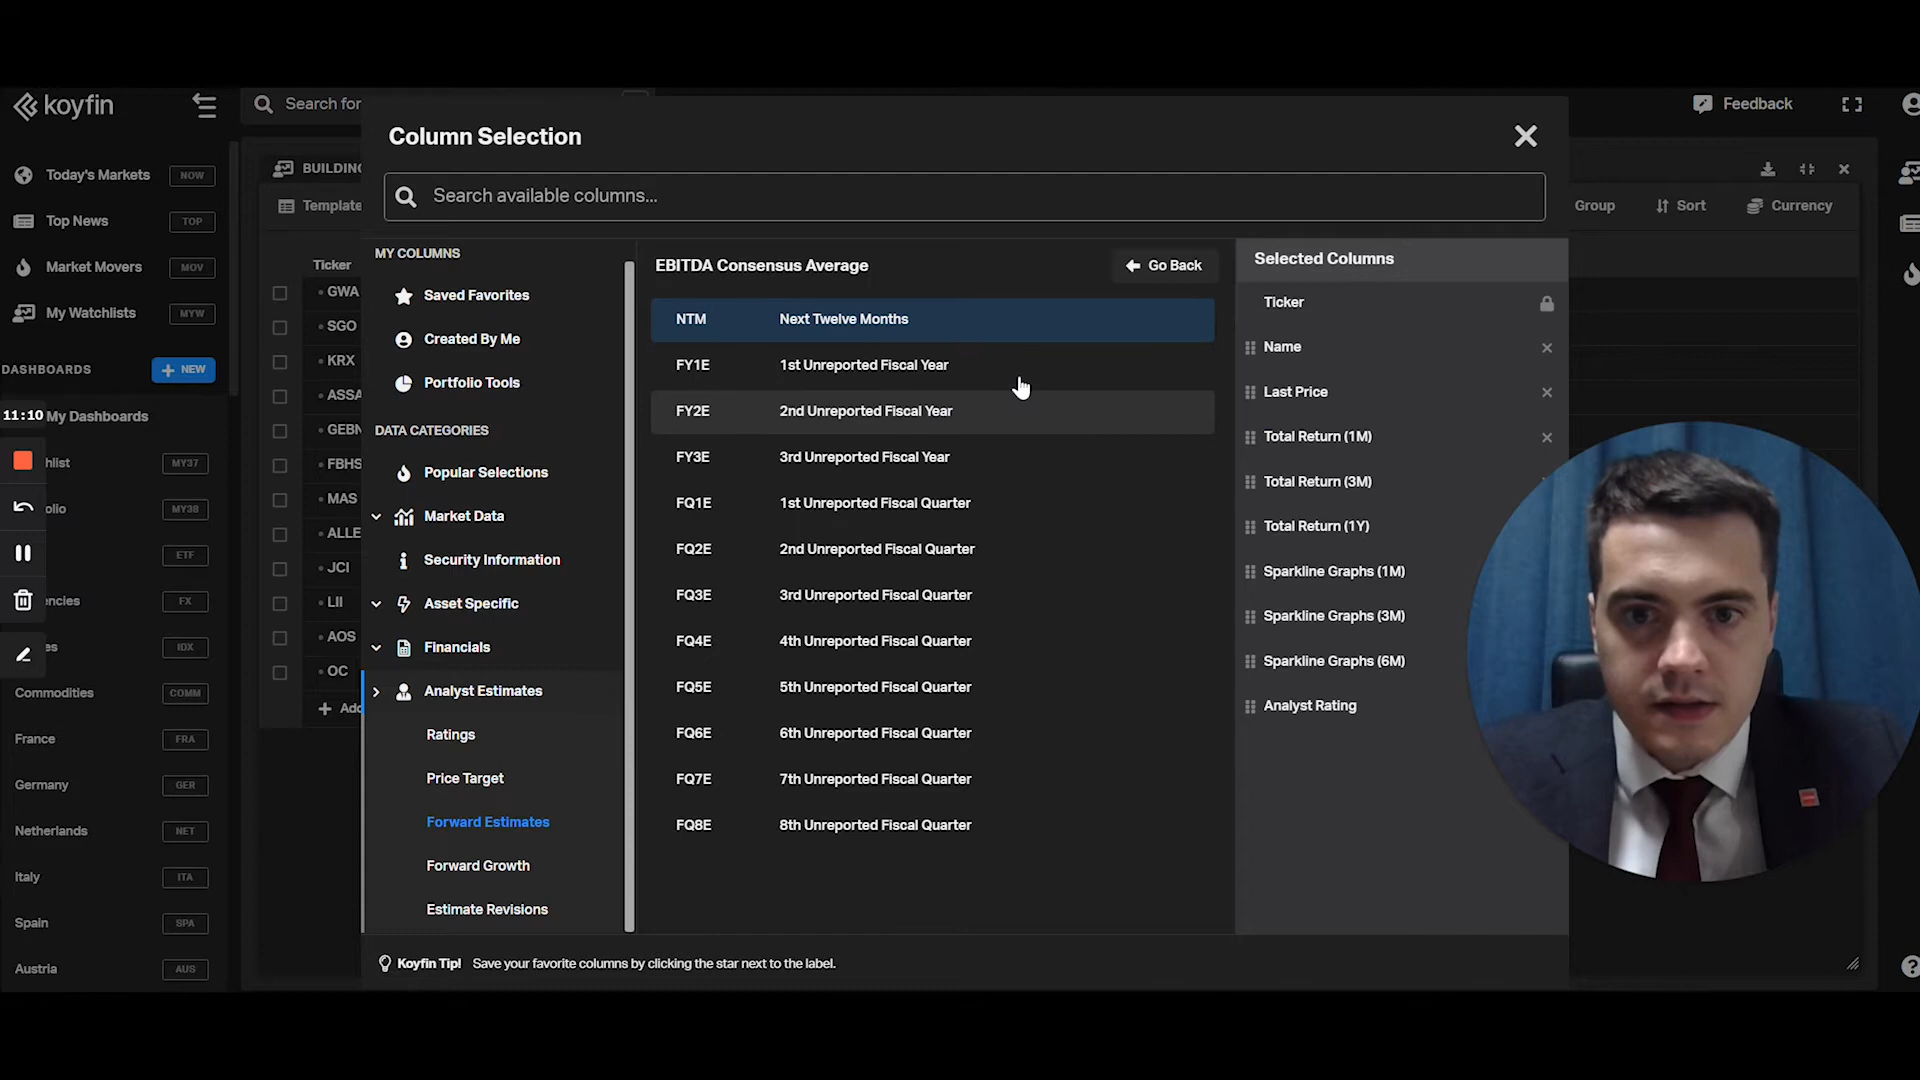 koyfin
Search for
Feedback
Today's Markets NOW
Top News TOP
Market Movers MOV
My Watchlists MYW
DASHBOARDS + NEW
11:10 My Dashboards
hlist MY37
olio MY38
ETF
encies FX
es IDX
Commodities COMM
France FRA
Germany GER
Netherlands NET
Italy ITA
Spain SPA
Austria AUS
BUILDING
Template
Group
Sort
Currency
Ticker
GWA
SGO
KRX
ASSA
GEBN
FBHS
MAS
ALLE
JCI
LII
AOS
OC
+ Add
Column Selection
Search available columns...
MY COLUMNS
Saved Favorites
Created By Me
Portfolio Tools
DATA CATEGORIES
Popular Selections
Market Data
Security Information
Asset Specific
Financials
Analyst Estimates
Ratings
Price Target
Forward Estimates
Forward Growth
Estimate Revisions
EBITDA Consensus Average
Go Back
NTM Next Twelve Months
FY1E 1st Unreported Fiscal Year
FY2E 2nd Unreported Fiscal Year
FY3E 3rd Unreported Fiscal Year
FQ1E 1st Unreported Fiscal Quarter
FQ2E 2nd Unreported Fiscal Quarter
FQ3E 3rd Unreported Fiscal Quarter
FQ4E 4th Unreported Fiscal Quarter
FQ5E 5th Unreported Fiscal Quarter
FQ6E 6th Unreported Fiscal Quarter
FQ7E 7th Unreported Fiscal Quarter
FQ8E 8th Unreported Fiscal Quarter
Selected Columns
Ticker
Name
Last Price
Total Return (1M)
Total Return (3M)
Total Return (1Y)
Sparkline Graphs (1M)
Sparkline Graphs (3M)
Sparkline Graphs (6M)
Analyst Rating
Koyfin Tip! Save your favorite columns by clicking the star next to the label.